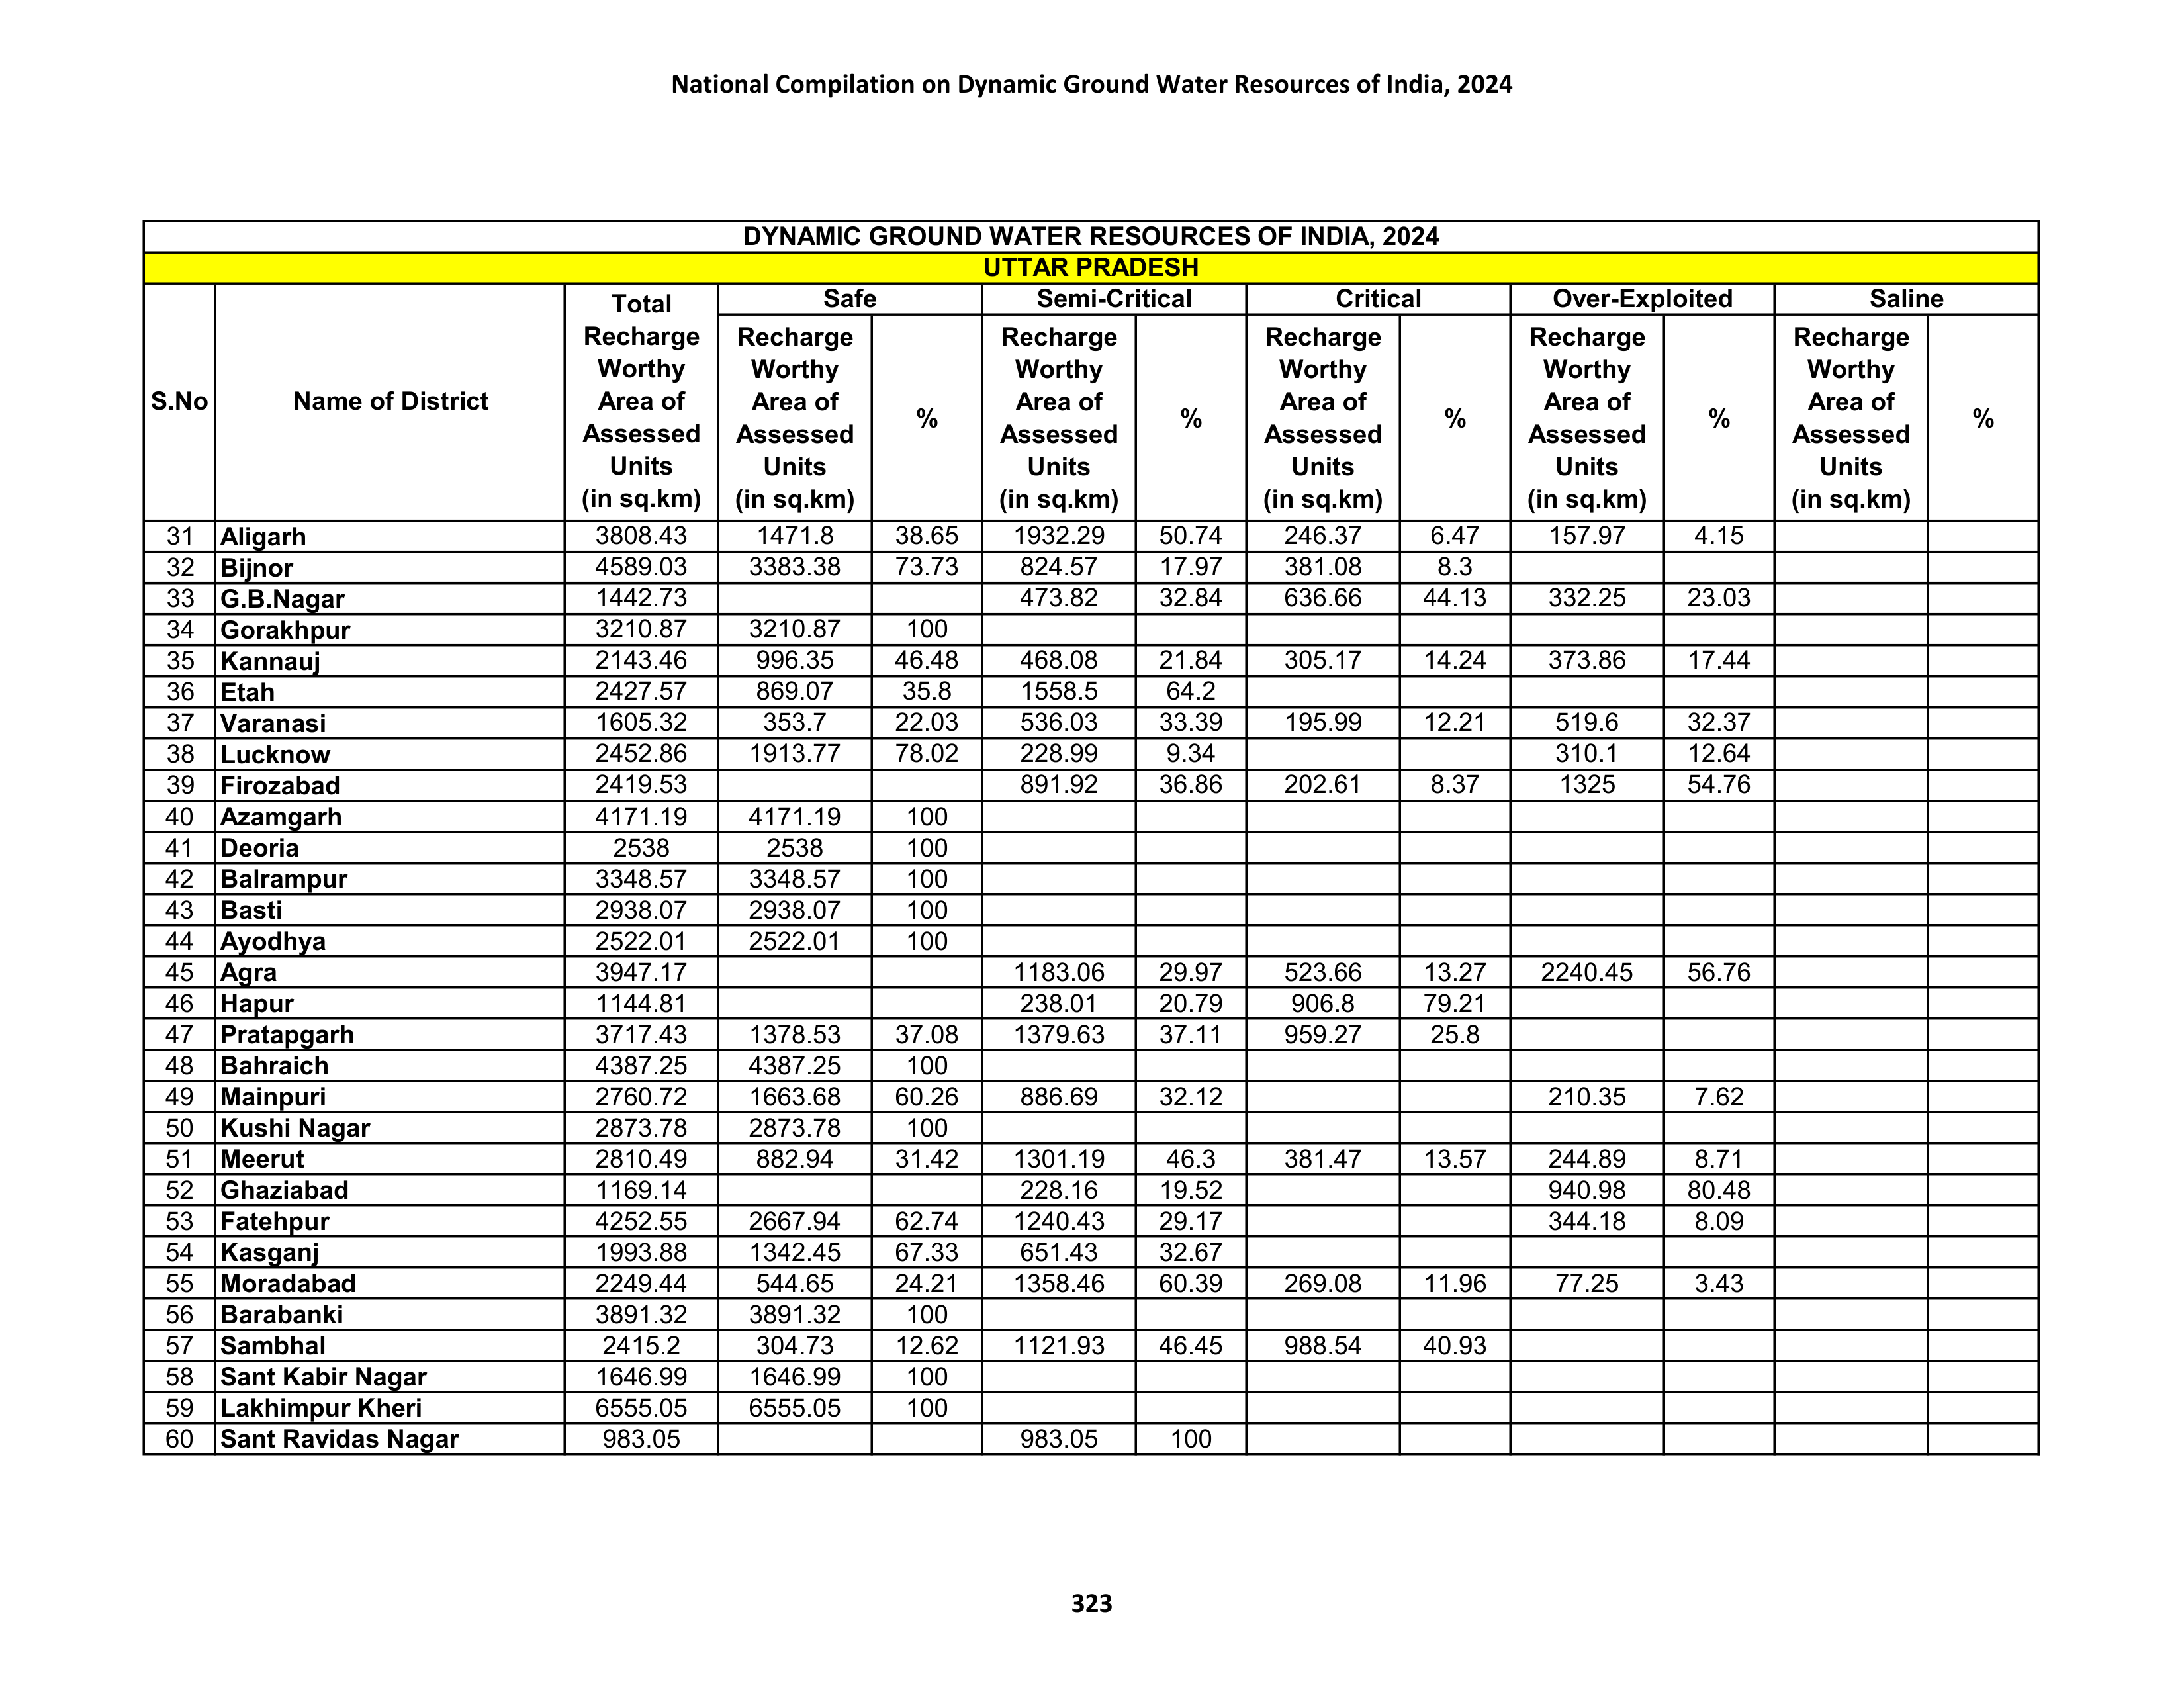 National Compilation on Dynamic Ground Water Resources of India, 2024
DYNAMIC GROUND WATER RESOURCES OF INDIA, 2024
UTTAR PRADESH
S.No Name of District Total Recharge Worthy Area of Assessed Units (in sq.km) Safe Semi-Critical Critical Over-Exploited Saline
Recharge Worthy Area of Assessed Units (in sq.km) % Recharge Worthy Area of Assessed Units (in sq.km) % Recharge Worthy Area of Assessed Units (in sq.km) % Recharge Worthy Area of Assessed Units (in sq.km) % Recharge Worthy Area of Assessed Units (in sq.km) %
31 Aligarh 3808.43 1471.8 38.65 1932.29 50.74 246.37 6.47 157.97 4.15
32 Bijnor 4589.03 3383.38 73.73 824.57 17.97 381.08 8.3
33 G.B.Nagar 1442.73 473.82 32.84 636.66 44.13 332.25 23.03
34 Gorakhpur 3210.87 3210.87 100
35 Kannauj 2143.46 996.35 46.48 468.08 21.84 305.17 14.24 373.86 17.44
36 Etah 2427.57 869.07 35.8 1558.5 64.2
37 Varanasi 1605.32 353.7 22.03 536.03 33.39 195.99 12.21 519.6 32.37
38 Lucknow 2452.86 1913.77 78.02 228.99 9.34 310.1 12.64
39 Firozabad 2419.53 891.92 36.86 202.61 8.37 1325 54.76
40 Azamgarh 4171.19 4171.19 100
41 Deoria 2538 2538 100
42 Balrampur 3348.57 3348.57 100
43 Basti 2938.07 2938.07 100
44 Ayodhya 2522.01 2522.01 100
45 Agra 3947.17 1183.06 29.97 523.66 13.27 2240.45 56.76
46 Hapur 1144.81 238.01 20.79 906.8 79.21
47 Pratapgarh 3717.43 1378.53 37.08 1379.63 37.11 959.27 25.8
48 Bahraich 4387.25 4387.25 100
49 Mainpuri 2760.72 1663.68 60.26 886.69 32.12 210.35 7.62
50 Kushi Nagar 2873.78 2873.78 100
51 Meerut 2810.49 882.94 31.42 1301.19 46.3 381.47 13.57 244.89 8.71
52 Ghaziabad 1169.14 228.16 19.52 940.98 80.48
53 Fatehpur 4252.55 2667.94 62.74 1240.43 29.17 344.18 8.09
54 Kasganj 1993.88 1342.45 67.33 651.43 32.67
55 Moradabad 2249.44 544.65 24.21 1358.46 60.39 269.08 11.96 77.25 3.43
56 Barabanki 3891.32 3891.32 100
57 Sambhal 2415.2 304.73 12.62 1121.93 46.45 988.54 40.93
58 Sant Kabir Nagar 1646.99 1646.99 100
59 Lakhimpur Kheri 6555.05 6555.05 100
60 Sant Ravidas Nagar 983.05 983.05 100
323